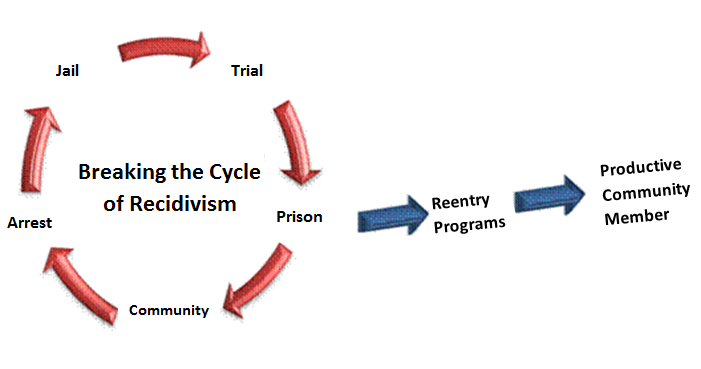 Jail
Trial
Breaking the Cycle
of Recidivism
Arrest
Prison
Community
Reentry
Programs
Productive
Community
Member